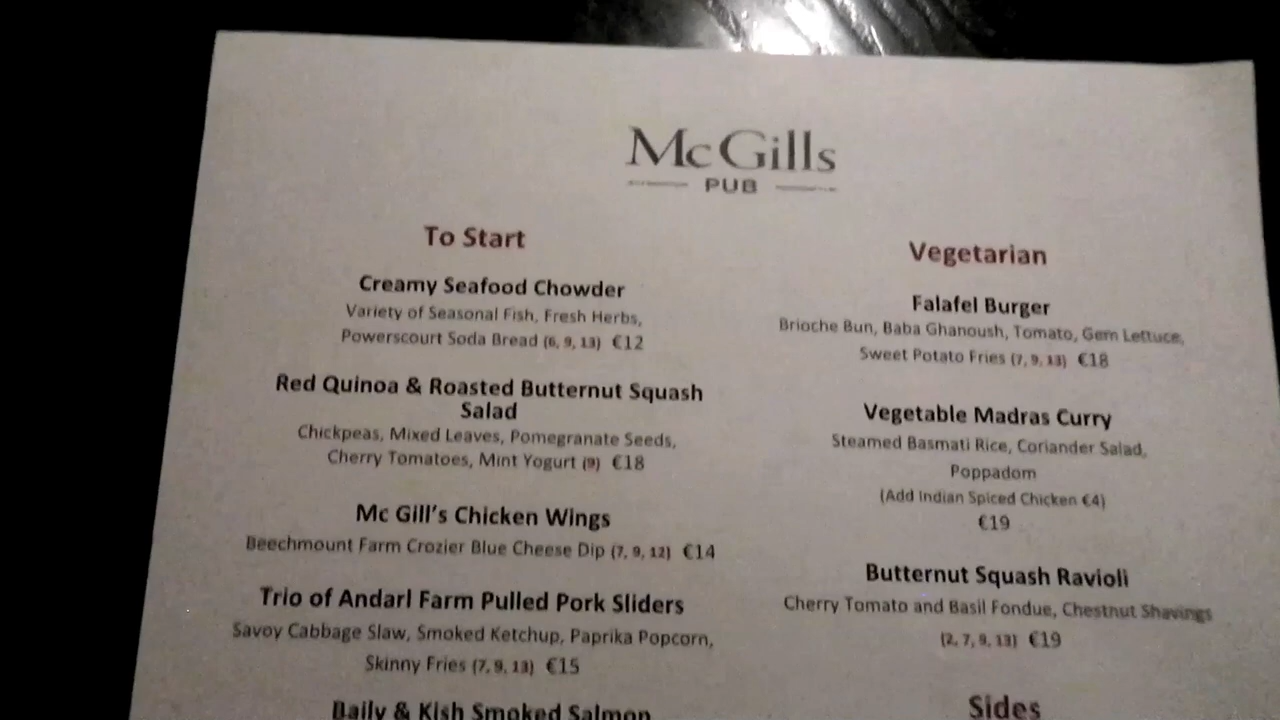 McGills
PUB
To Start
Creamy Seafood Chowder
Variety of Seasonal Fish, Fresh Herbs,
Powerscourt Soda Bread (6, 9, 13) €12
Red Quinoa & Roasted Butternut Squash
Salad
Chickpeas, Mixed Leaves, Pomegranate Seeds,
Cherry Tomatoes, Mint Yogurt (9) €18
Mc Gill's Chicken Wings
Beechmount Farm Crozier Blue Cheese Dip (7, 9, 12) €14
Trio of Andarl Farm Pulled Pork Sliders
Savoy Cabbage Slaw, Smoked Ketchup, Paprika Popcorn,
Skinny Fries (7, 9, 13) €15
Baily & Kish Smoked Salmon
Vegetarian
Falafel Burger
Brioche Bun, Baba Ghanoush, Tomato, Gem Lettuce,
Sweet Potato Fries (7, 9, 13) €18
Vegetable Madras Curry
Steamed Basmati Rice, Coriander Salad,
Poppadom
(Add Indian Spiced Chicken €4)
€19
Butternut Squash Ravioli
Cherry Tomato and Basil Fondue, Chestnut Shavings
(2, 7, 9, 13) €19
Sides